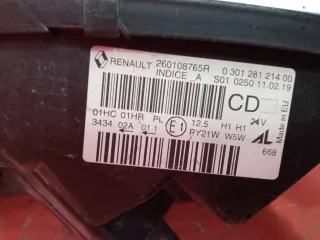 RENAULT 260108765R 0 301 281 214 00
INDICE _A S01 0250 11.02.19
CD
01HC 01HR PL E1 12,5 H1 H1 24V
3434 02A 01 1 PY21W W5W
AL
668
Made in EU